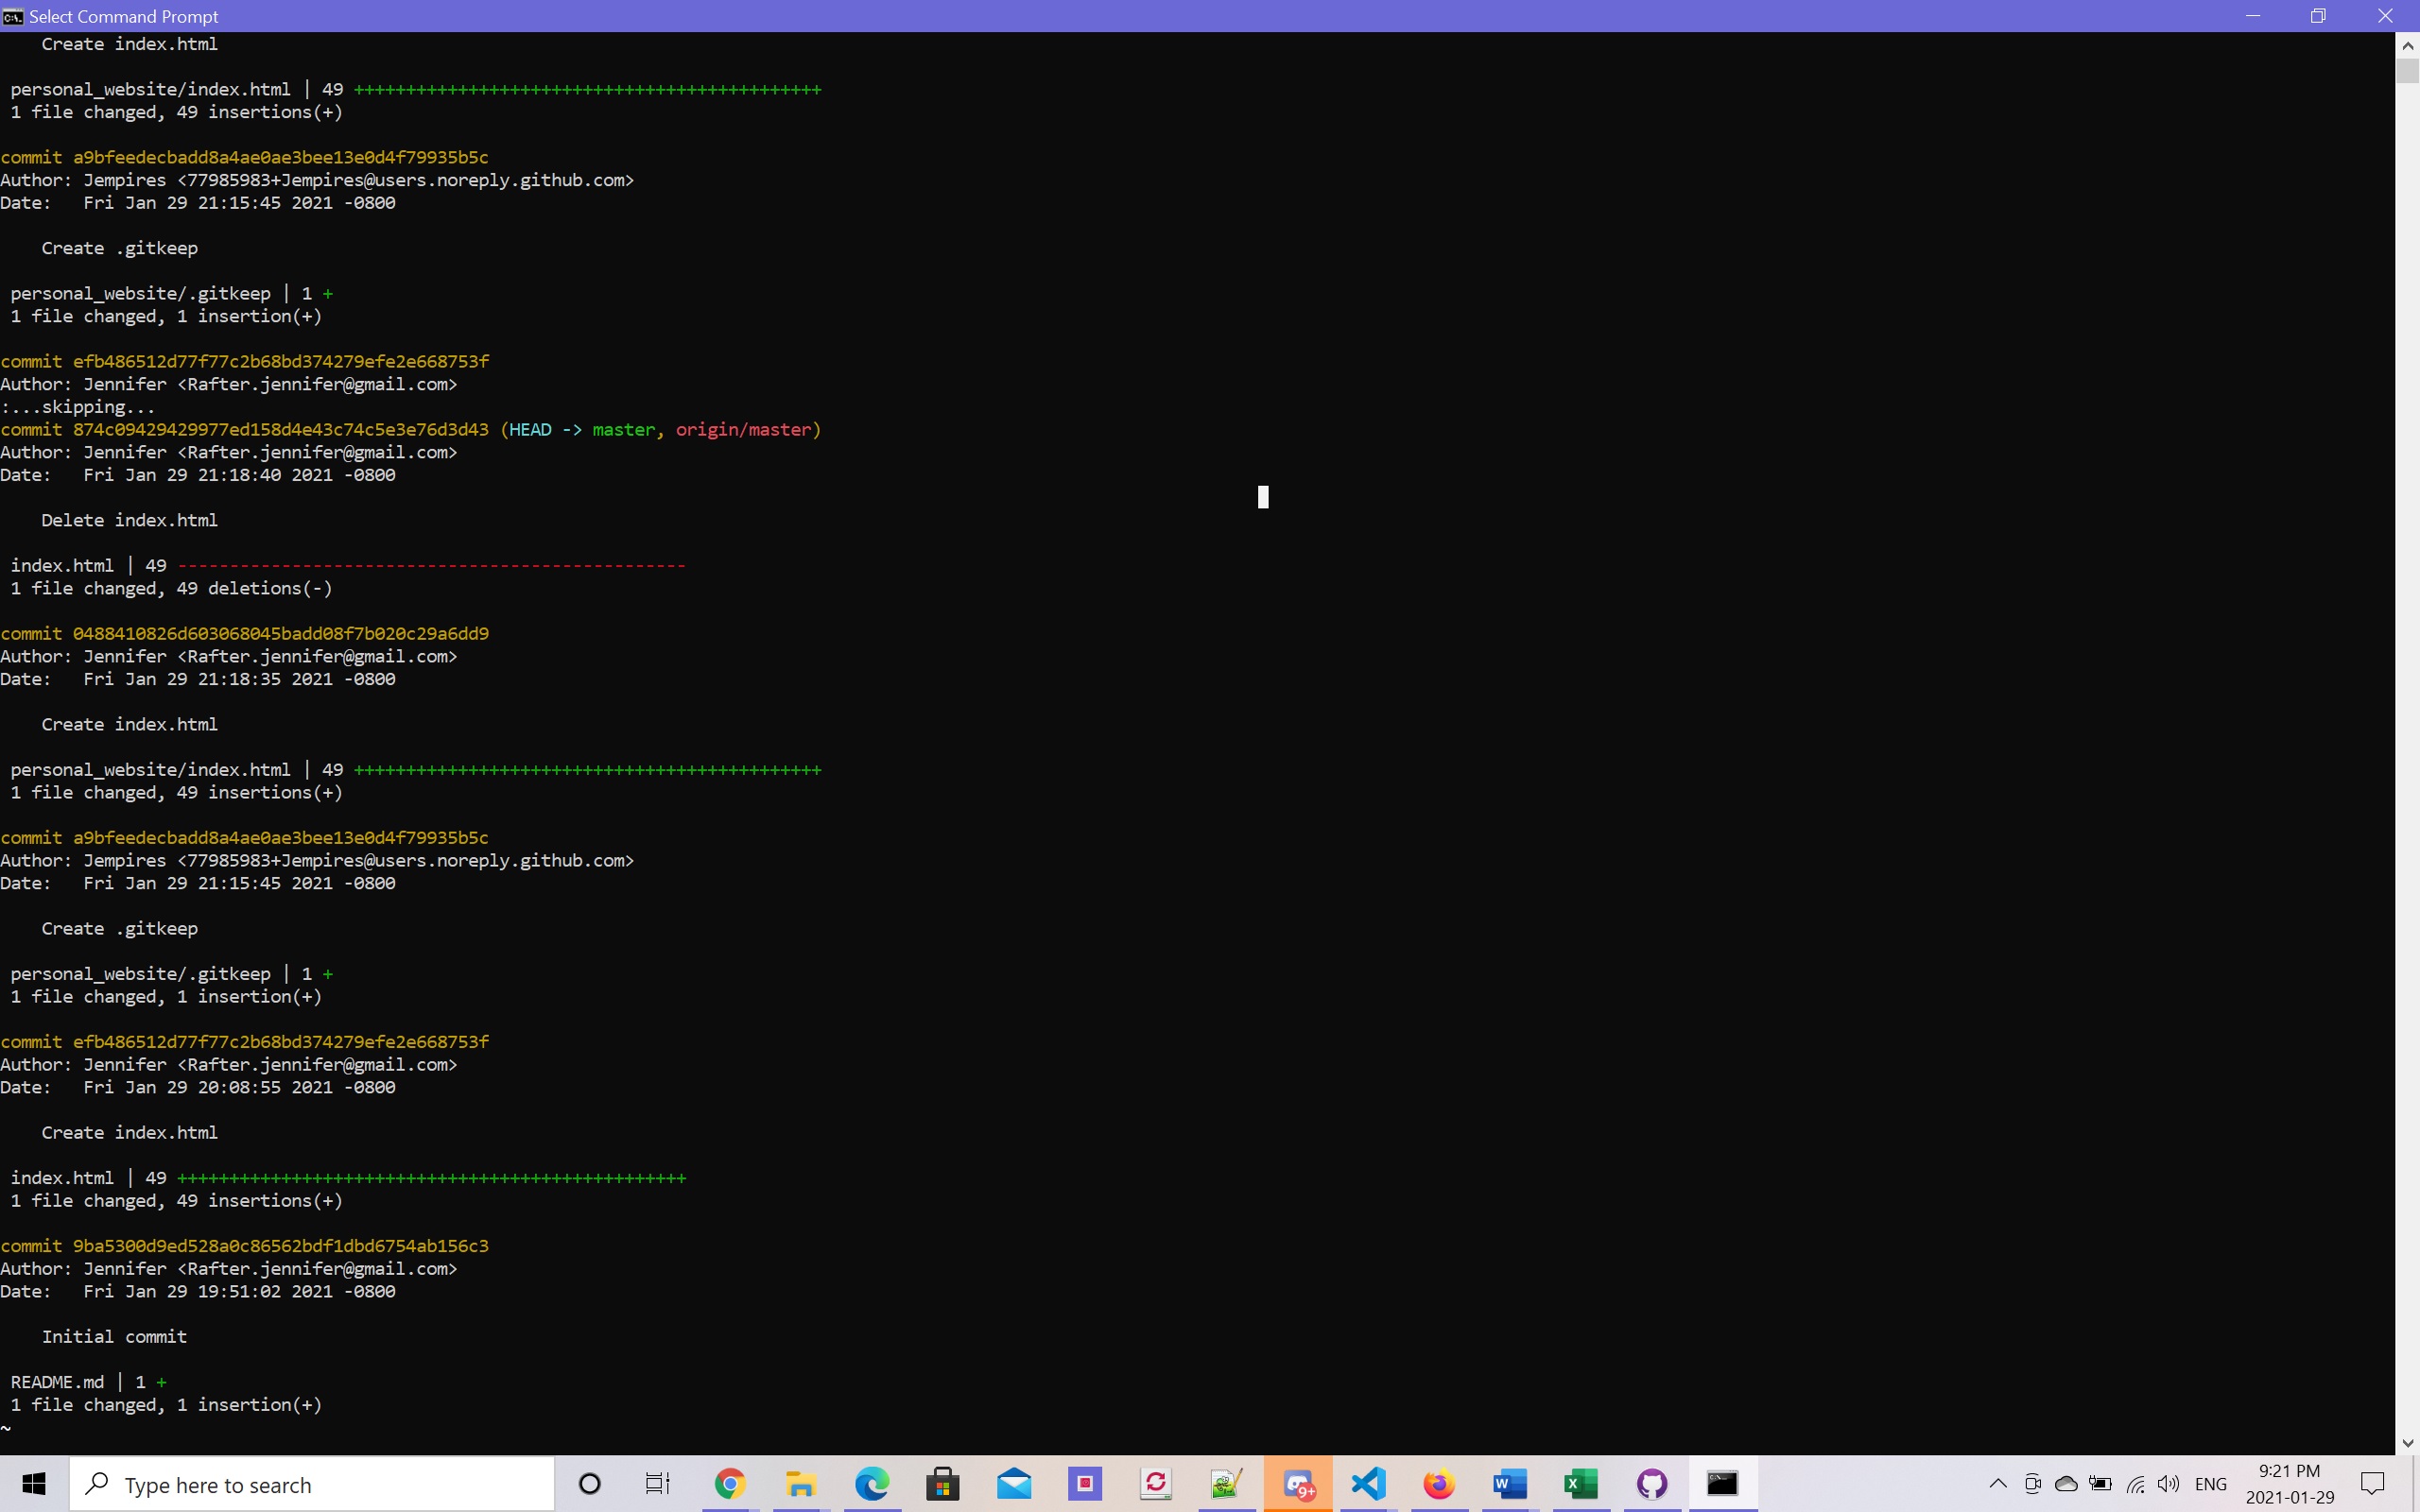 Select Command Prompt
Create index.html
personal_website/index.html | 49 +++++++++++++++++++++++++++++++++++++++++++++
1 file changed, 49 insertions(+)
commit a9bfeedecbadd8a4ae0ae3bee13e0d4f79935b5c
Author: Jempires <77985983+Jempires@users.noreply.github.com>
Date:   Fri Jan 29 21:15:45 2021 -0800
Create .gitkeep
personal_website/.gitkeep | 1 +
1 file changed, 1 insertion(+)
commit efb486512d77f77c2b68bd374279efe2e668753f
Author: Jennifer <Rafter.jennifer@gmail.com>
:...skipping...
commit 874c09429429977ed158d4e43c74c5e3e76d3d43 (HEAD -> master, origin/master)
Author: Jennifer <Rafter.jennifer@gmail.com>
Date:   Fri Jan 29 21:18:40 2021 -0800
Delete index.html
index.html | 49 -------------------------------------------------
1 file changed, 49 deletions(-)
commit 0488410826d603068045badd08f7b020c29a6dd9
Author: Jennifer <Rafter.jennifer@gmail.com>
Date:   Fri Jan 29 21:18:35 2021 -0800
Create index.html
personal_website/index.html | 49 +++++++++++++++++++++++++++++++++++++++++++++
1 file changed, 49 insertions(+)
commit a9bfeedecbadd8a4ae0ae3bee13e0d4f79935b5c
Author: Jempires <77985983+Jempires@users.noreply.github.com>
Date:   Fri Jan 29 21:15:45 2021 -0800
Create .gitkeep
personal_website/.gitkeep | 1 +
1 file changed, 1 insertion(+)
commit efb486512d77f77c2b68bd374279efe2e668753f
Author: Jennifer <Rafter.jennifer@gmail.com>
Date:   Fri Jan 29 20:08:55 2021 -0800
Create index.html
index.html | 49 +++++++++++++++++++++++++++++++++++++++++++++++++
1 file changed, 49 insertions(+)
commit 9ba5300d9ed528a0c86562bdf1dbd6754ab156c3
Author: Jennifer <Rafter.jennifer@gmail.com>
Date:   Fri Jan 29 19:51:02 2021 -0800
Initial commit
README.md | 1 +
1 file changed, 1 insertion(+)
~
Type here to search
9+
ENG
9:21 PM
2021-01-29